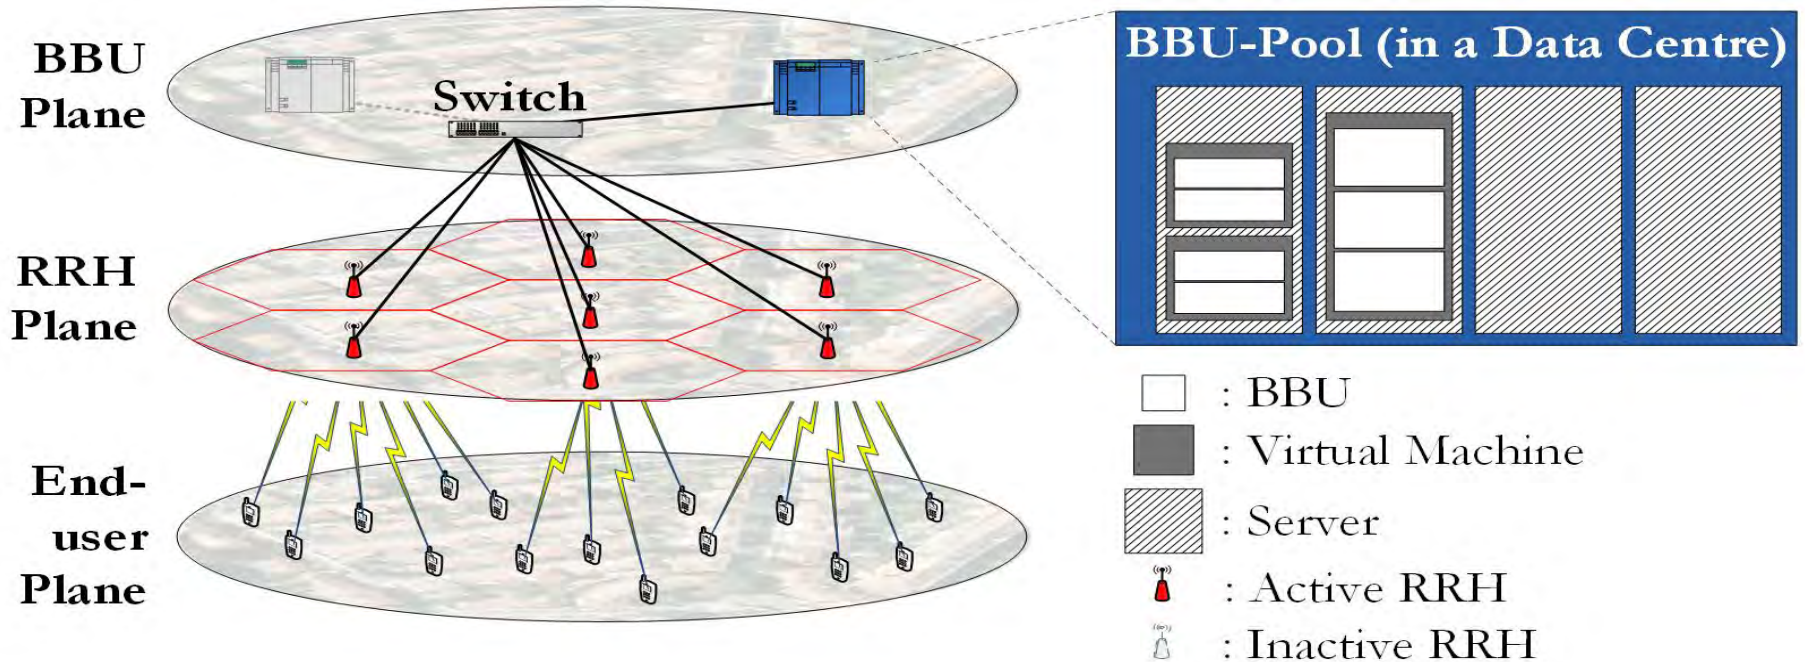 BBU
Plane
Switch
BBU-Pool (in a Data Centre)
RRH
Plane
End-
user
Plane
: BBU
: Virtual Machine
: Server
: Active RRH
: Inactive RRH